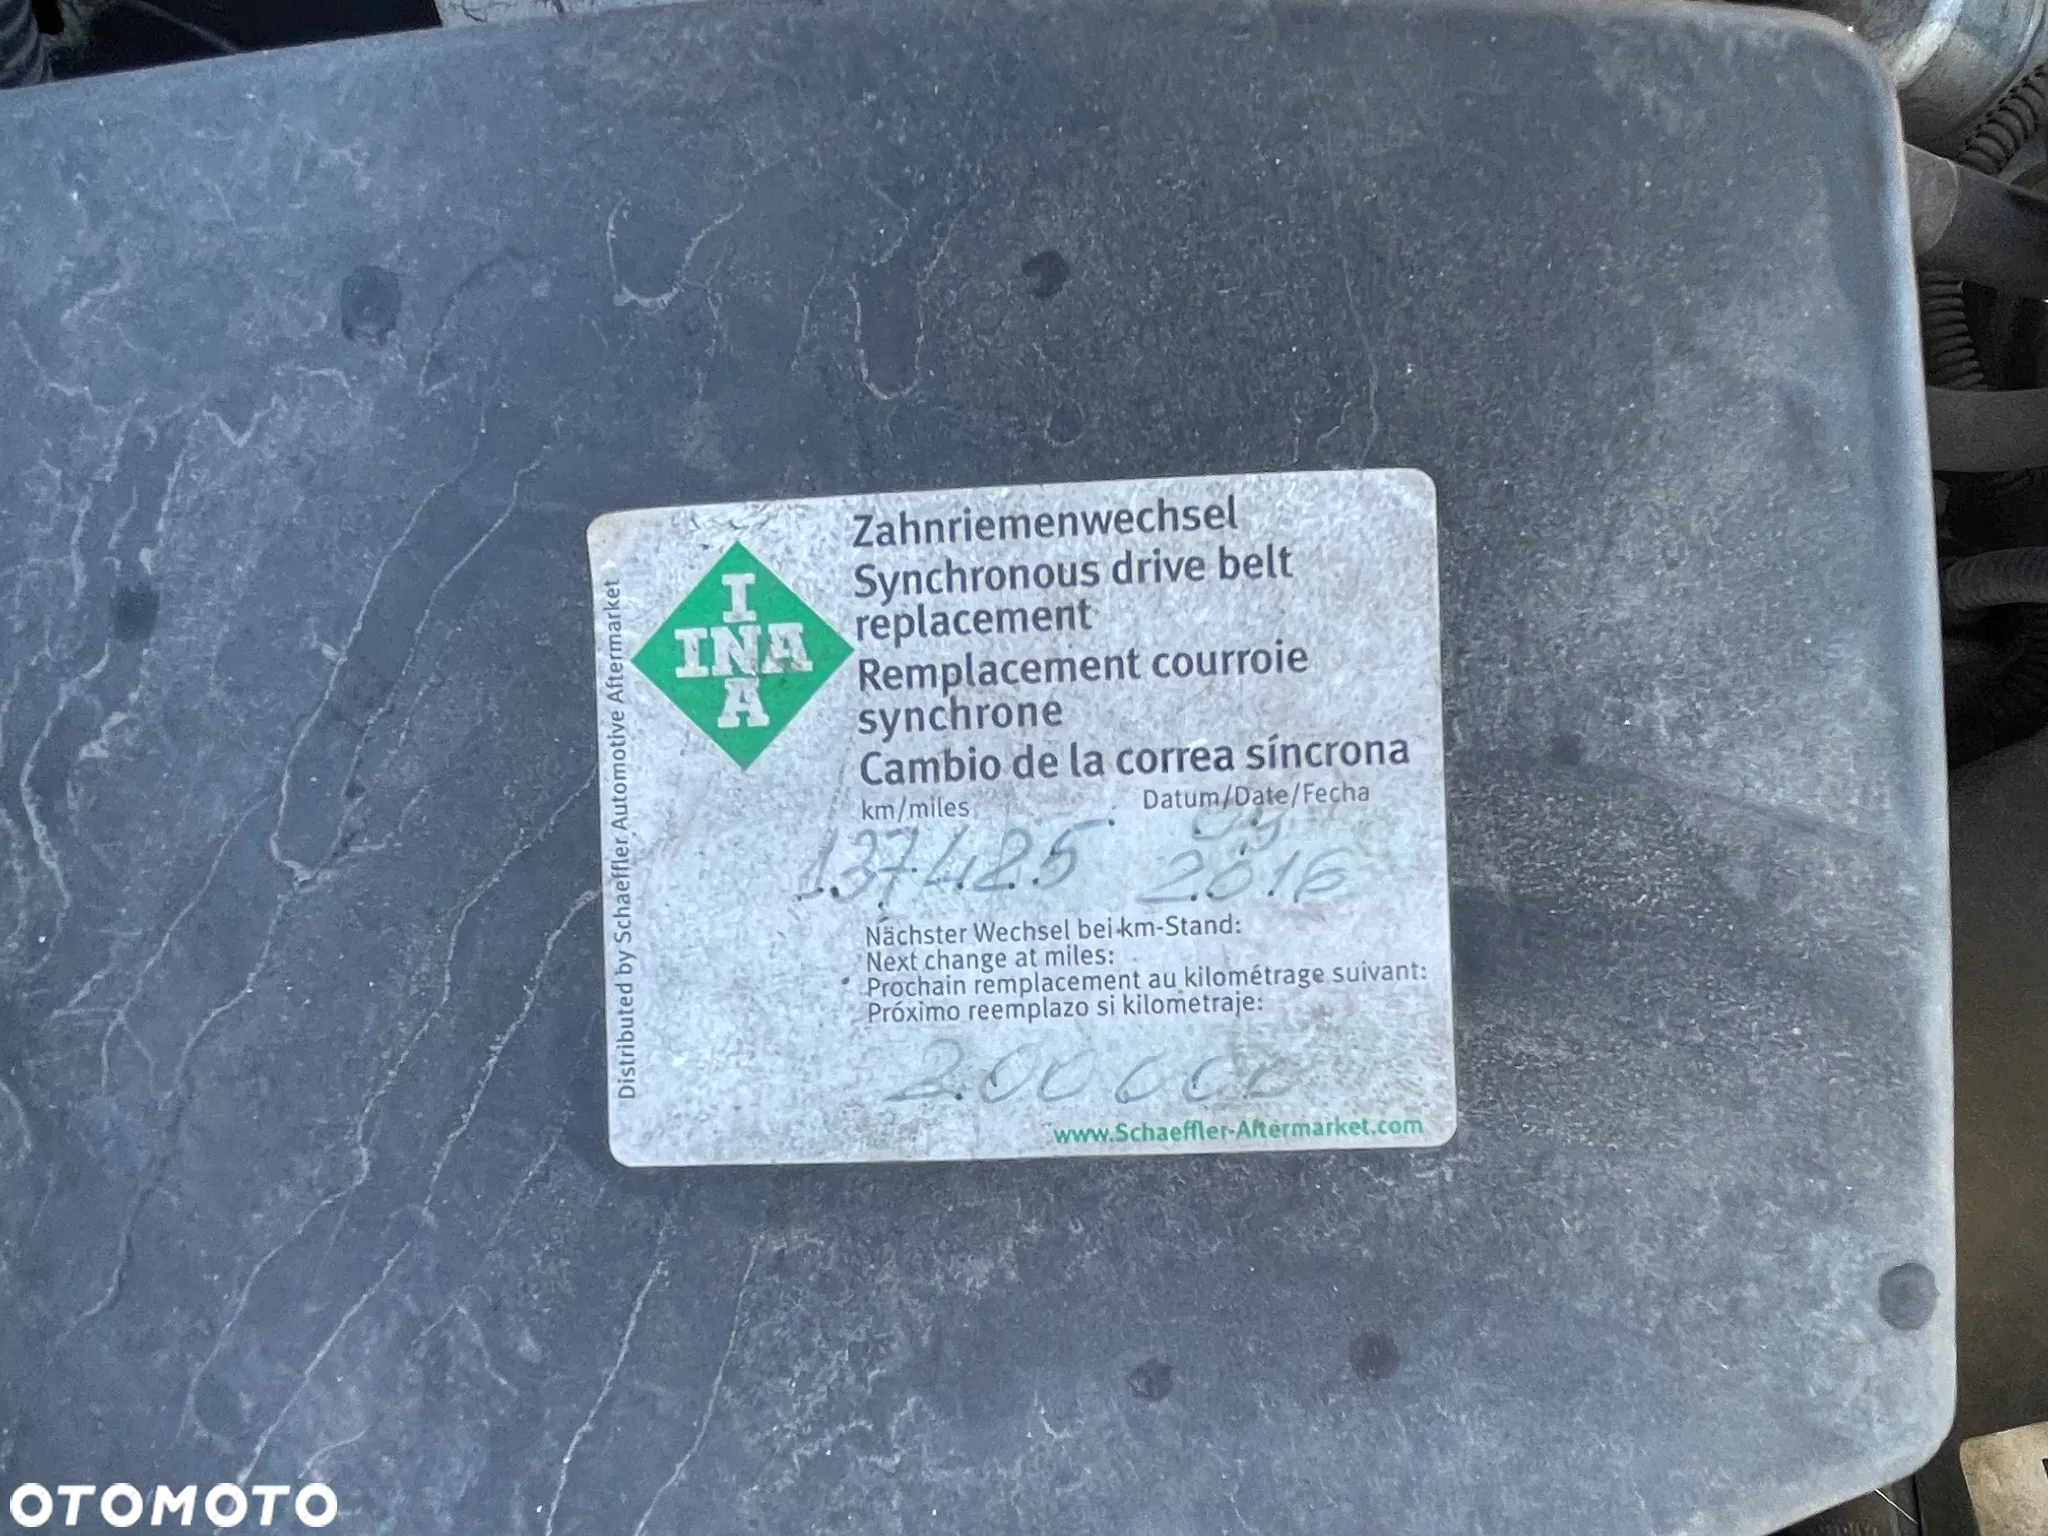 I
INA
A
Zahnriemenwechsel
Synchronous drive belt
replacement
Remplacement courroie
synchrone
Cambio de la correa síncrona
km/miles
Datum/Date/Fecha
137425
09
2016
Nächster Wechsel bei km-Stand:
Next change at miles:
Prochain remplacement au kilométrage suivant:
Próximo reemplazo si kilometraje:
200000
www.Schaeffler-Aftermarket.com
Distributed by Schaeffler Automotive Aftermarket
OTOMOTO